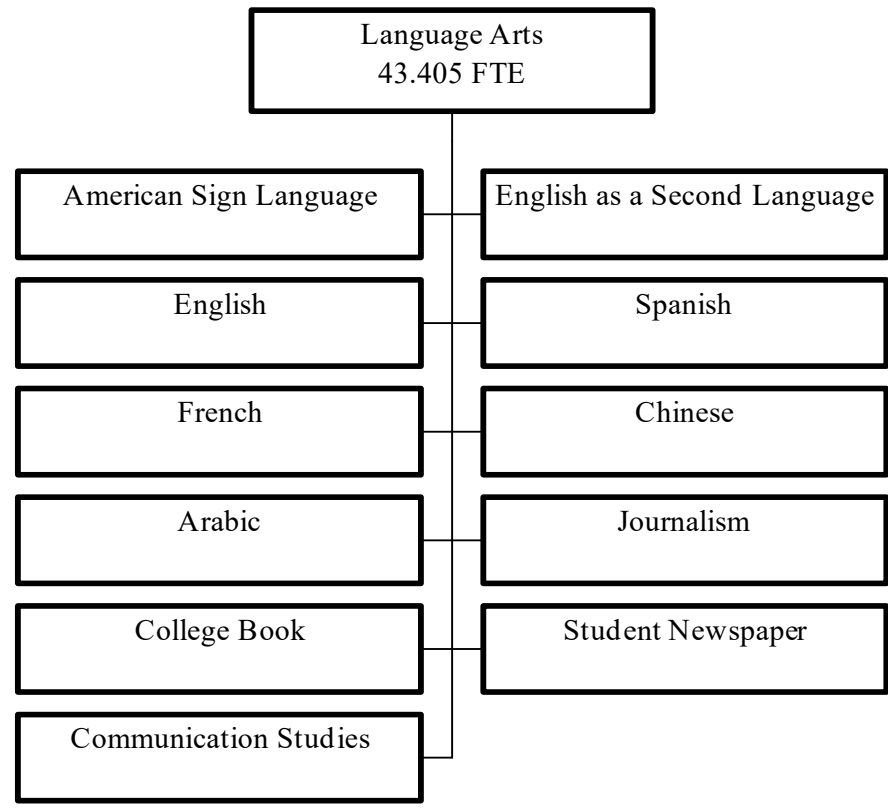 Language Arts
43.405 FTE
American Sign Language
English as a Second Language
English
Spanish
French
Chinese
Arabic
Journalism
College Book
Student Newspaper
Communication Studies